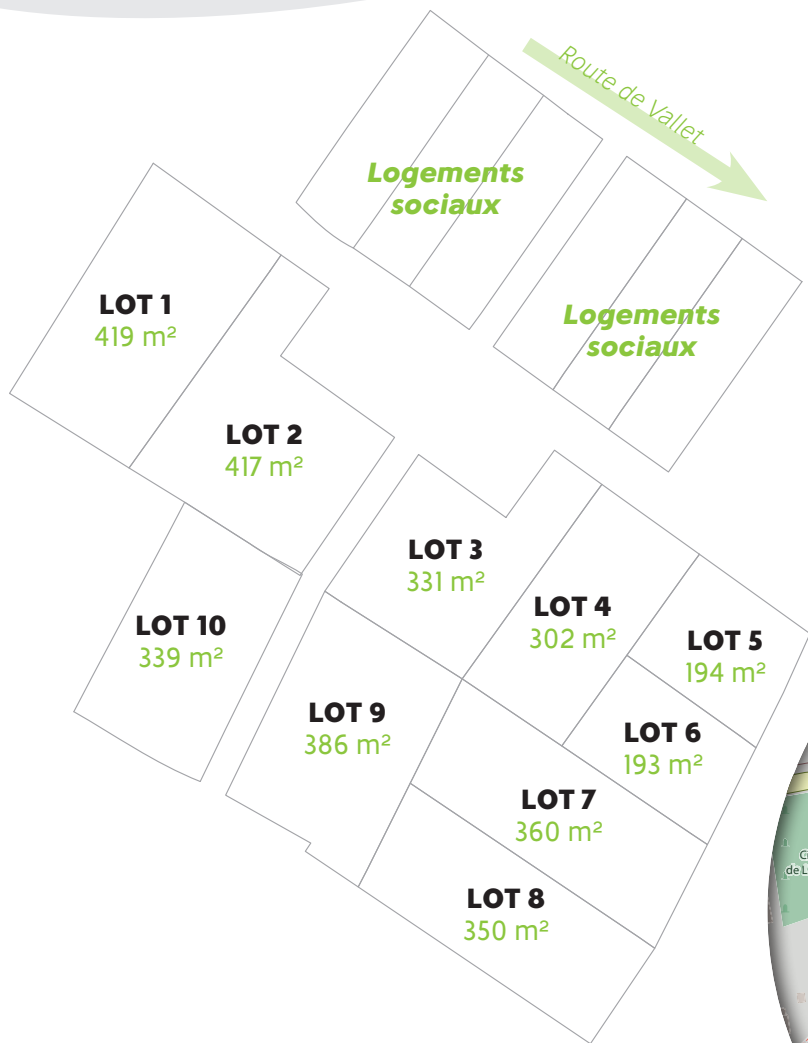 Route de Vallet
Logements
sociaux
Logements
sociaux
LOT 1
419 m²
LOT 2
417 m²
LOT 3
331 m²
LOT 4
302 m²
LOT 5
194 m²
LOT 6
193 m²
LOT 10
339 m²
LOT 9
386 m²
LOT 7
360 m²
LOT 8
350 m²